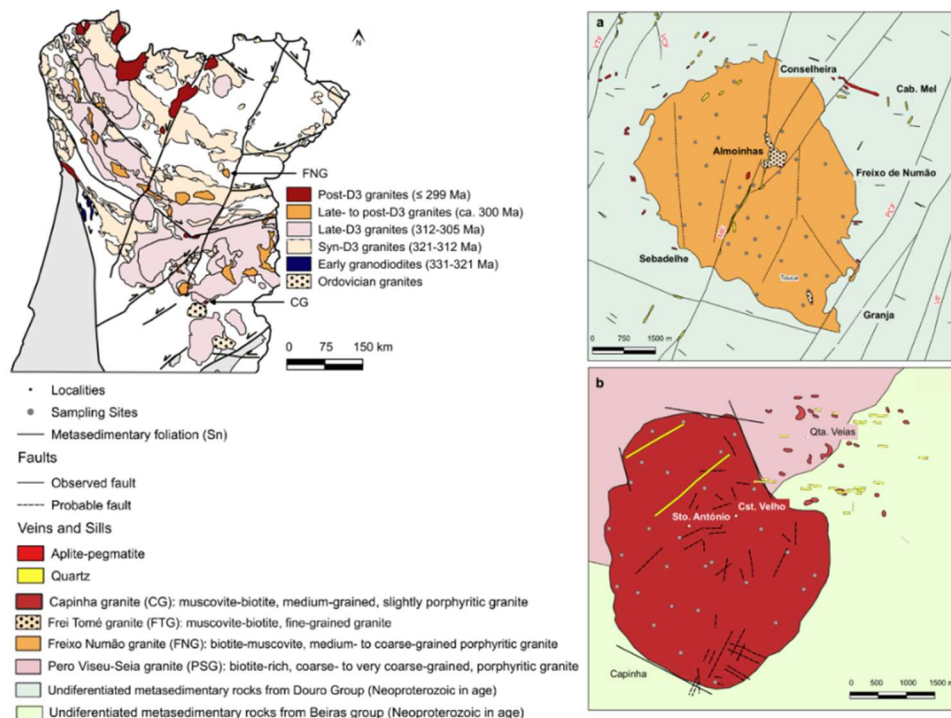 N
FNG
Post-D3 granites (≤ 299 Ma)
Late- to post-D3 granites (ca. 300 Ma)
Late-D3 granites (312-305 Ma)
Syn-D3 granites (321-312 Ma)
Early granodiodites (331-321 Ma)
Ordovician granites
CG
0 75 150 km
Localities
Sampling Sites
Metasedimentary foliation (Sn)
Faults
Observed fault
Probable fault
Veins and Sills
Aplite-pegmatite
Quartz
Capinha granite (CG): muscovite-biotite, medium-grained, slightly porphyritic granite
Frei Tomé granite (FTG): muscovite-biotite, fine-grained granite
Freixo Numão granite (FNG): biotite-muscovite, medium- to coarse-grained porphyritic granite
Pero Viseu-Seia granite (PSG): biotite-rich, coarse- to very coarse-grained, porphyritic granite
Undiferentiated metasedimentary rocks from Douro Group (Neoproterozoic in age)
Undiferentiated metasedimentary rocks from Beiras group (Neoproterozoic in age)
a
VTF
VCF
Conselheira
Cab. Mel
Almoinhas
Freixo de Numão
PCF
MF
Sebadelhe
Touca
Granja
VF
0 750 1500 m
b
Qta. Veias
Cst. Velho
Sto. António
Capinha
0 500 1000 1500 m